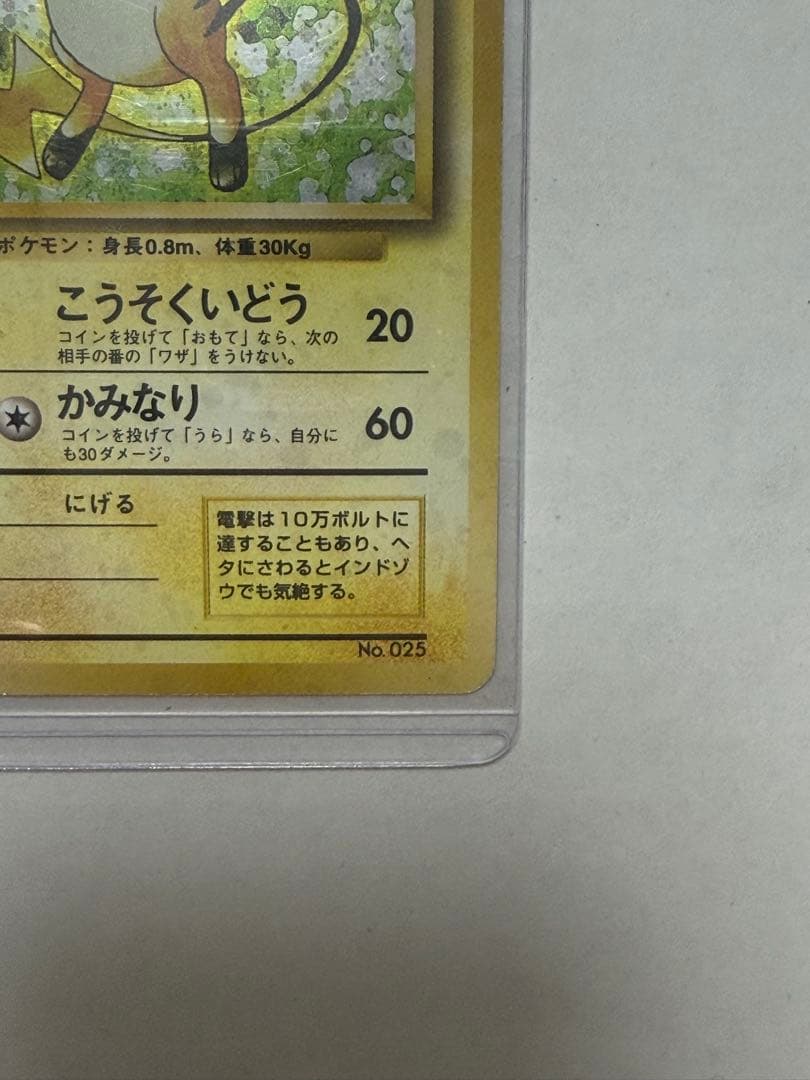 ポケモン：身長0.8m、体重30Kg
こうそくいどう 20
コインを投げて「おもて」なら、次の
相手の番の「ワザ」をうけない。
かみなり 60
コインを投げて「うら」なら、自分に
も30ダメージ。
にげる
電撃は10万ボルトに
達することもあり、ヘ
タにさわるとインドゾ
ウでも気絶する。
No. 025